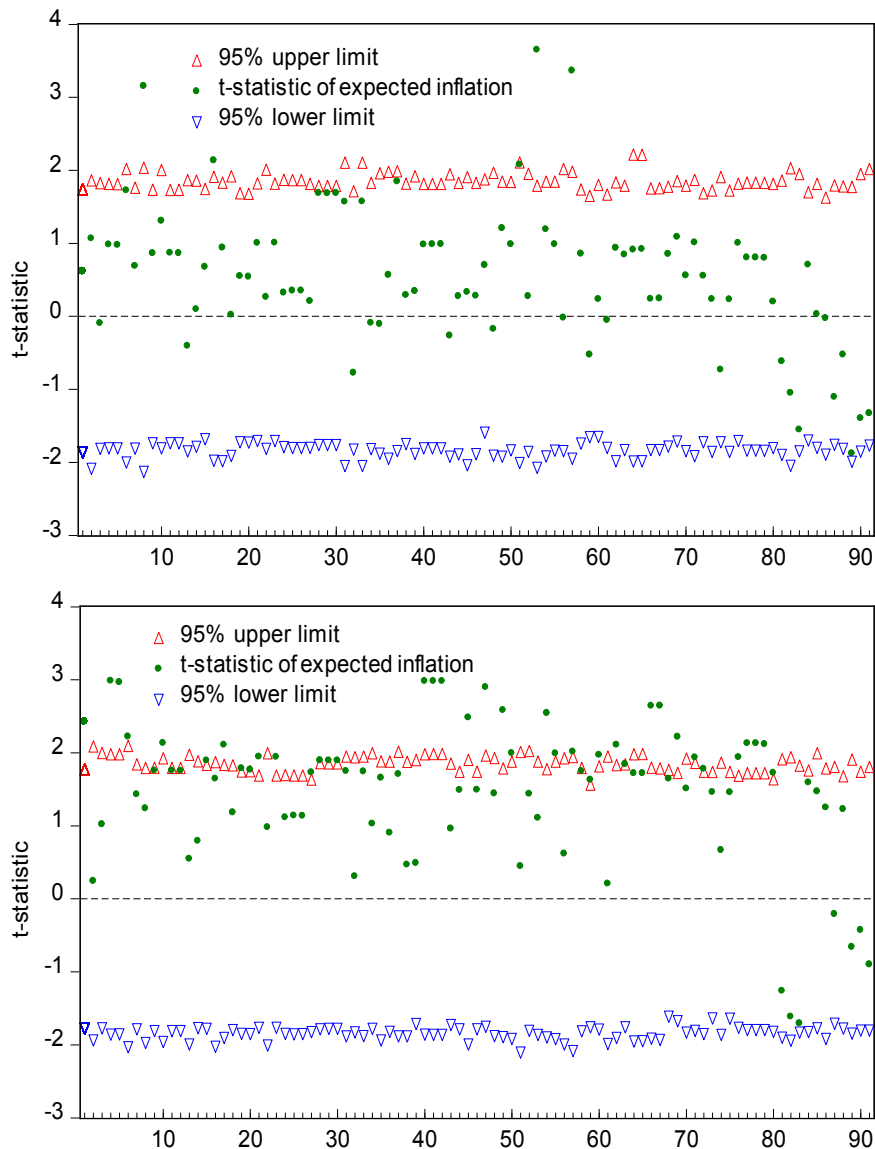 4
95% upper limit
t-statistic of expected inflation
95% lower limit
3
2
1
0
-1
-2
-3
t-statistic
10 20 30 40 50 60 70 80 90
4
95% upper limit
t-statistic of expected inflation
95% lower limit
3
2
1
0
-1
-2
-3
t-statistic
10 20 30 40 50 60 70 80 90